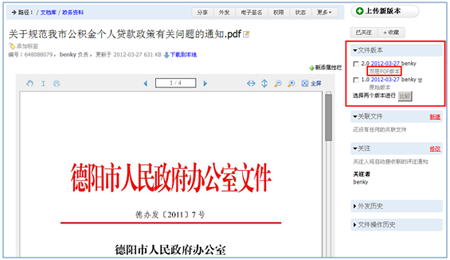 路径： / 文档库 / 政务资料
分享 外发 电子签名 权限 状态 更多
上传新版本
关于规范我市公积金个人贷款政策有关问题的通知.pdf
添加标签
编号：648088079，benky 负责，更新于 2012-03-27 631 KB 下载到本地
新添属性栏
1 / 4
全屏
德阳市人民政府办公室文件
德办发〔2011〕7 号
德阳市人民政府办公室
已关注 +收藏
文件版本
2.0 2012-03-27 benky
双层PDF版本
1.0 2012-03-27 benky
原始版本
选择两个版本进行 比较
关联文件 新建
还没有任何的关联文件
关注 修改
关注人将自动接收到的评注通知
关注者
benky
外发历史
文件操作历史